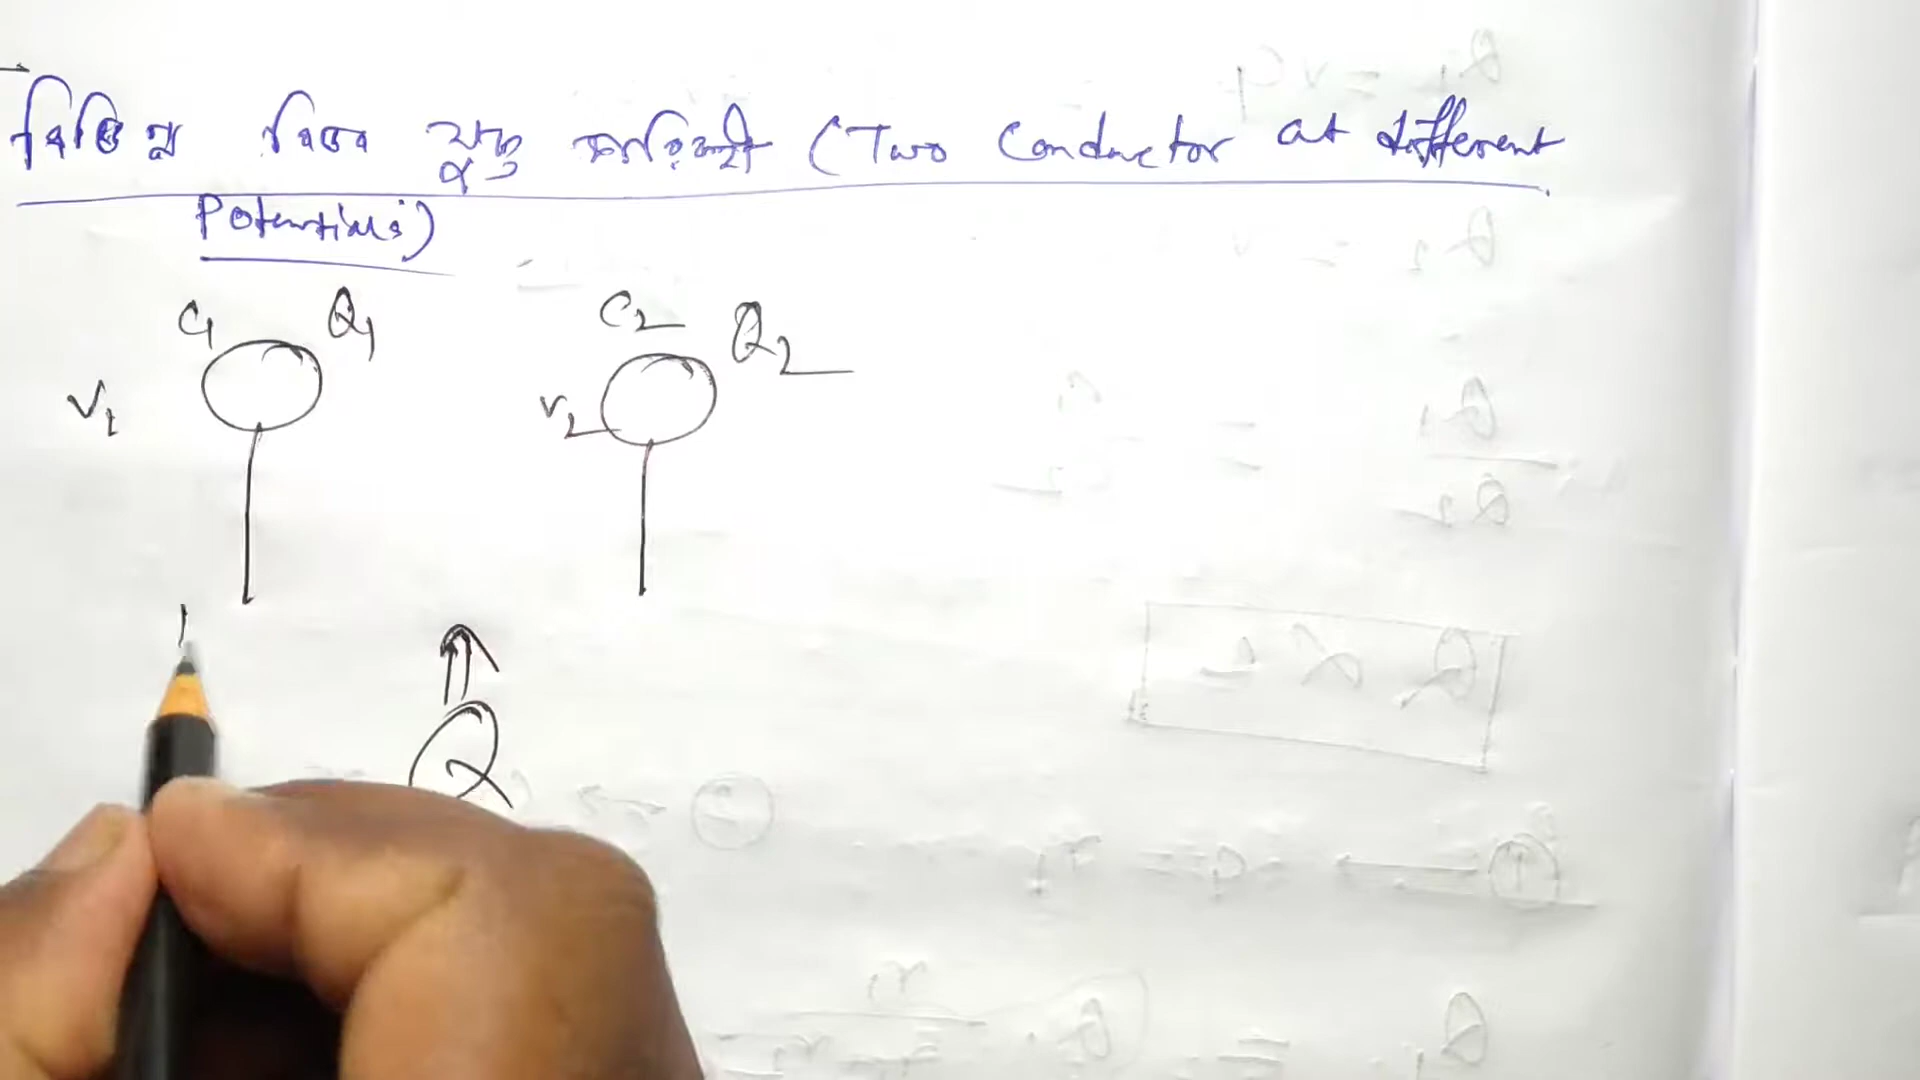 বিভিন্ন বিভব যুক্ত পরিবাহী (Two Conductor at different
Potentials)
C1 Q1 C2 Q2
V1 V2
Q